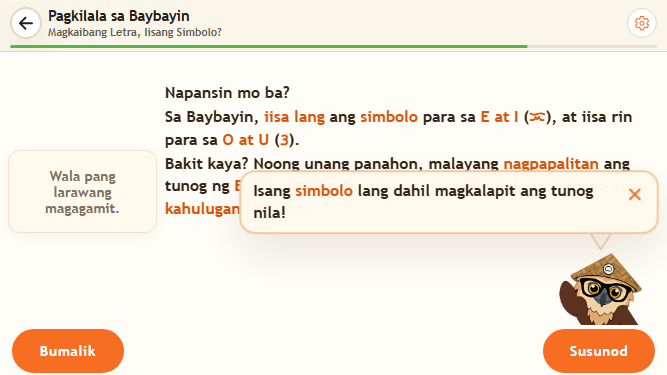 Pagkilala sa Baybayin
Magkaibang Letra, Iisang Simbolo?
Napansin mo ba?
Sa Baybayin, iisa lang ang simbolo para sa E at I (ᜁ), at iisa rin
para sa O at U (ᜂ).
Bakit kaya? Noong unang panahon, malayang nagpapalitan ang
tunog ng
kahulugan
Wala pang
larawang
magagamit.
Isang simbolo lang dahil magkalapit ang tunog
nila!
Bumalik
Susunod